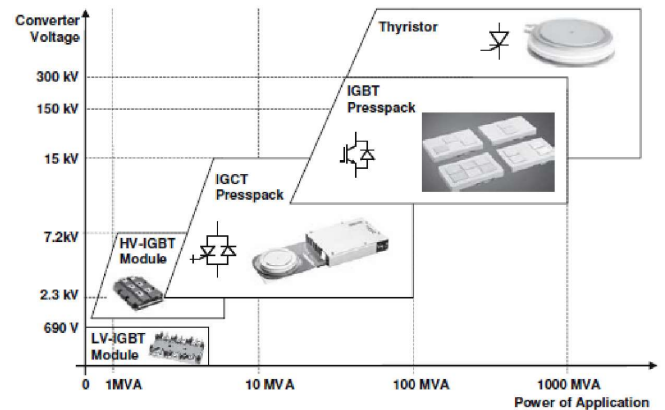 Converter
Voltage
Thyristor
300 kV
IGBT
Presspack
150 kV
15 kV
IGCT
Presspack
7.2kV
HV-IGBT
Module
2.3 kV
690 V
LV-IGBT
Module
0
1MVA
10 MVA
100 MVA
1000 MVA
Power of Application